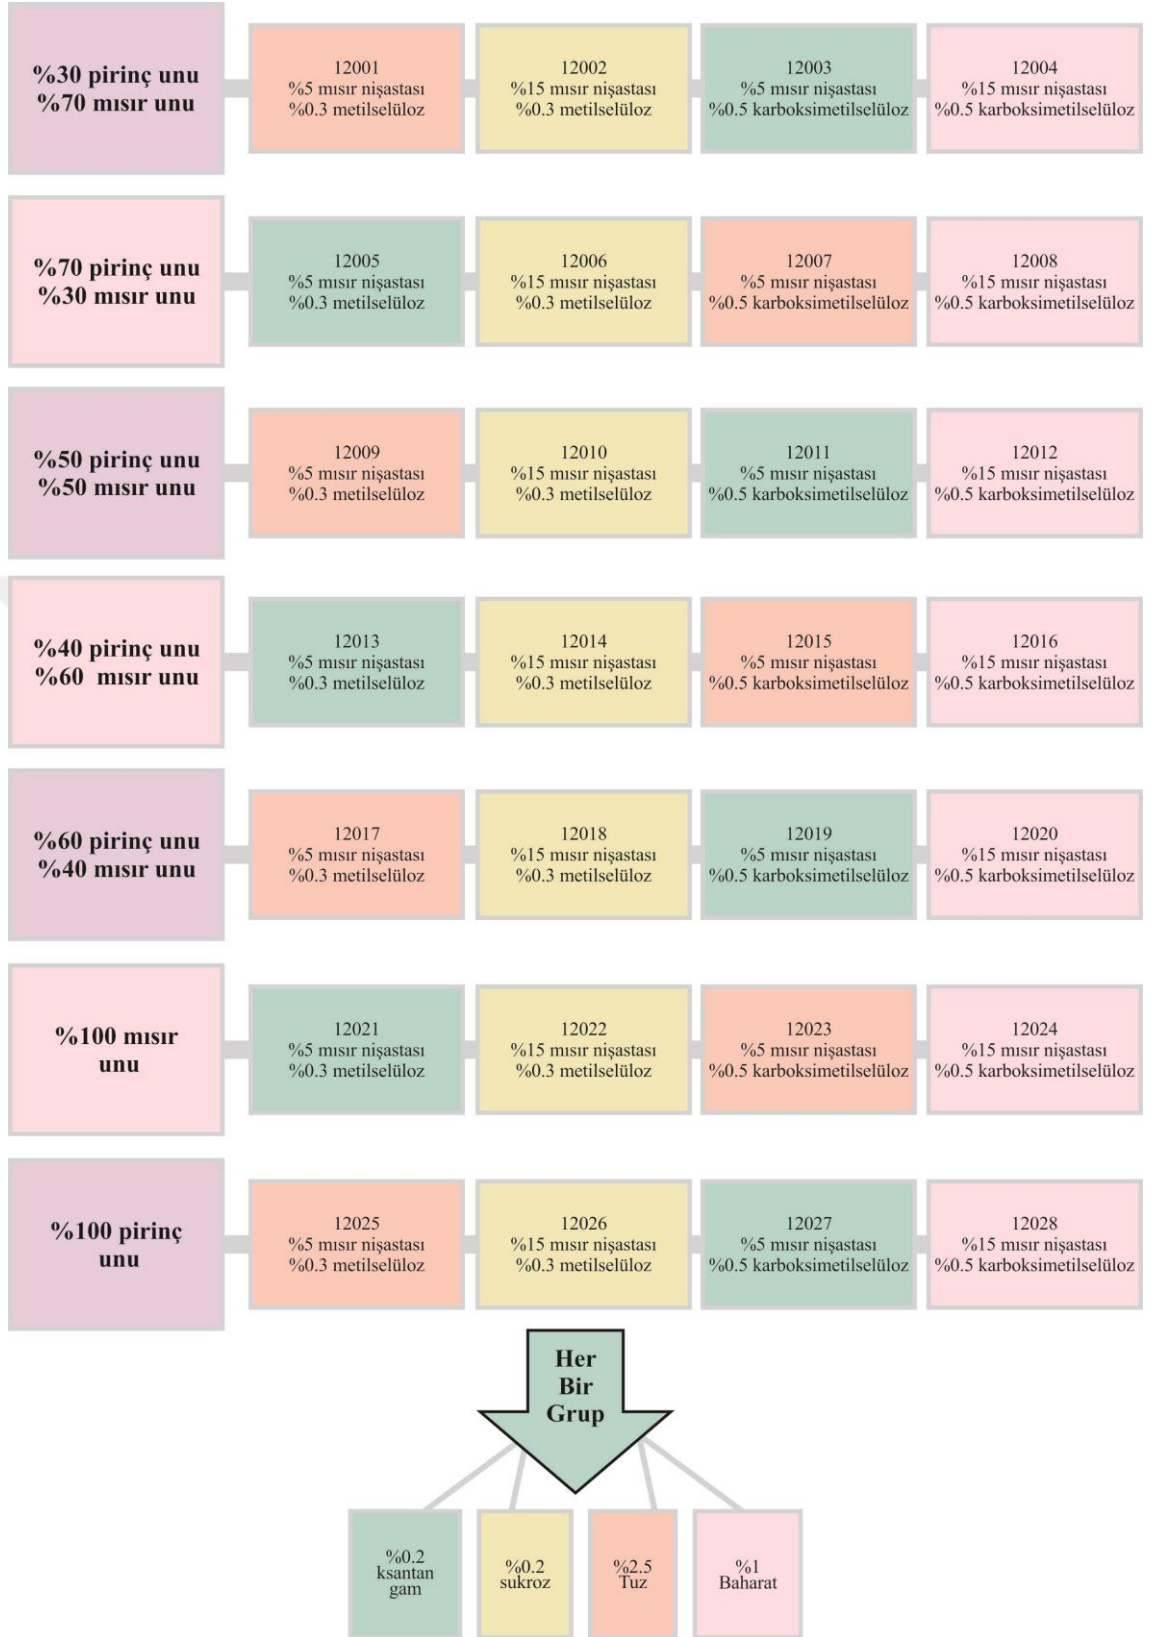 %30 pirinç unu
%70 mısır unu
12001
%5 mısır nişastası
%0.3 metilselüloz
12002
%15 mısır nişastası
%0.3 metilselüloz
12003
%5 mısır nişastası
%0.5 karboksimetilselüloz
12004
%15 mısır nişastası
%0.5 karboksimetilselüloz
%70 pirinç unu
%30 mısır unu
12005
%5 mısır nişastası
%0.3 metilselüloz
12006
%15 mısır nişastası
%0.3 metilselüloz
12007
%5 mısır nişastası
%0.5 karboksimetilselüloz
12008
%15 mısır nişastası
%0.5 karboksimetilselüloz
%50 pirinç unu
%50 mısır unu
12009
%5 mısır nişastası
%0.3 metilselüloz
12010
%15 mısır nişastası
%0.3 metilselüloz
12011
%5 mısır nişastası
%0.5 karboksimetilselüloz
12012
%15 mısır nişastası
%0.5 karboksimetilselüloz
%40 pirinç unu
%60 mısır unu
12013
%5 mısır nişastası
%0.3 metilselüloz
12014
%15 mısır nişastası
%0.3 metilselüloz
12015
%5 mısır nişastası
%0.5 karboksimetilselüloz
12016
%15 mısır nişastası
%0.5 karboksimetilselüloz
%60 pirinç unu
%40 mısır unu
12017
%5 mısır nişastası
%0.3 metilselüloz
12018
%15 mısır nişastası
%0.3 metilselüloz
12019
%5 mısır nişastası
%0.5 karboksimetilselüloz
12020
%15 mısır nişastası
%0.5 karboksimetilselüloz
%100 mısır
unu
12021
%5 mısır nişastası
%0.3 metilselüloz
12022
%15 mısır nişastası
%0.3 metilselüloz
12023
%5 mısır nişastası
%0.5 karboksimetilselüloz
12024
%15 mısır nişastası
%0.5 karboksimetilselüloz
%100 pirinç
unu
12025
%5 mısır nişastası
%0.3 metilselüloz
12026
%15 mısır nişastası
%0.3 metilselüloz
12027
%5 mısır nişastası
%0.5 karboksimetilselüloz
12028
%15 mısır nişastası
%0.5 karboksimetilselüloz
Her
Bir
Grup
%0.2
ksantan
gam
%0.2
sukroz
%2.5
Tuz
%1
Baharat